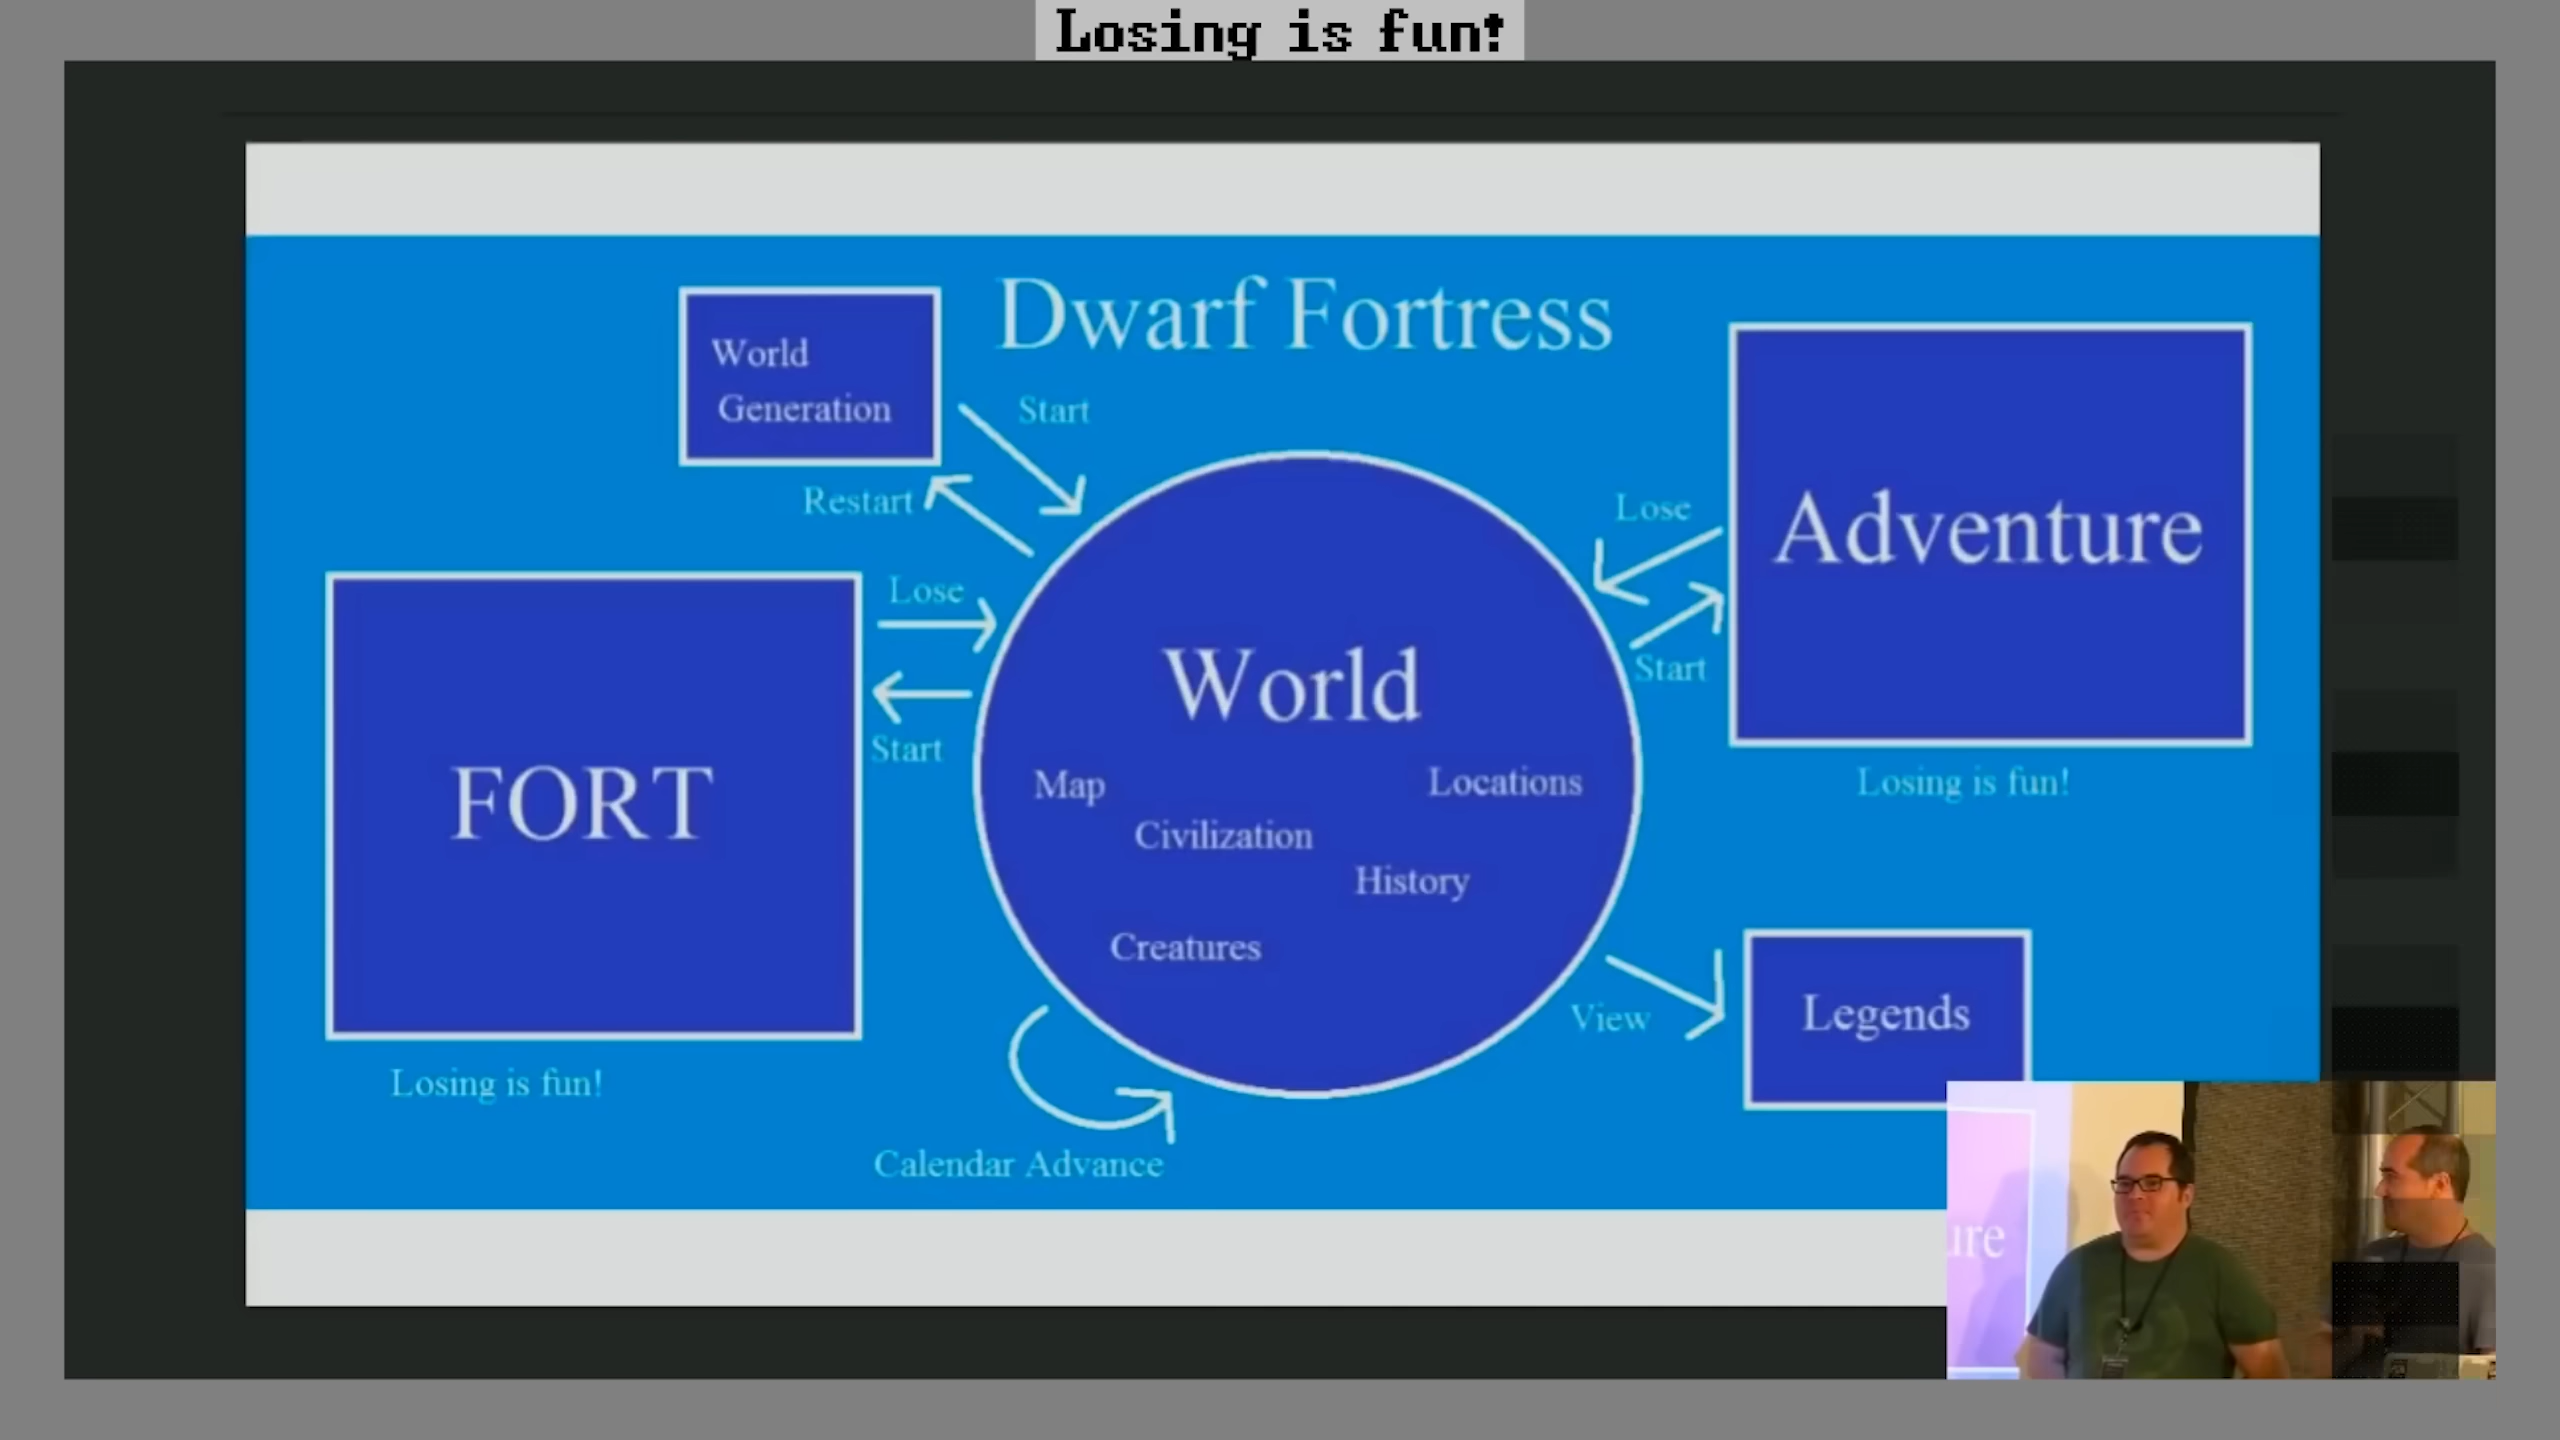 Losing is fun!
Dwarf Fortress
World
Generation
Start
Restart
Lose
Adventure
Lose
Start
World
FORT
Start
Map
Locations
Civilization
History
Creatures
Losing is fun!
Losing is fun!
View
Legends
Calendar Advance
ure